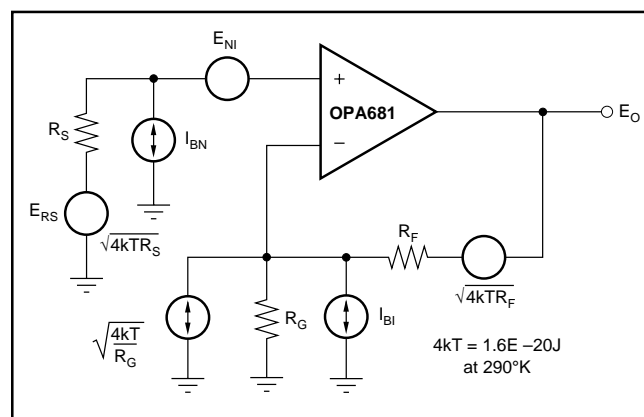 E_NI
+
OPA681
E_O
R_S
I_BN
−
E_RS
√4kTR_S
R_F
√4kTR_F
√4kT/R_G
R_G
I_BI
4kT = 1.6E –20J
at 290°K